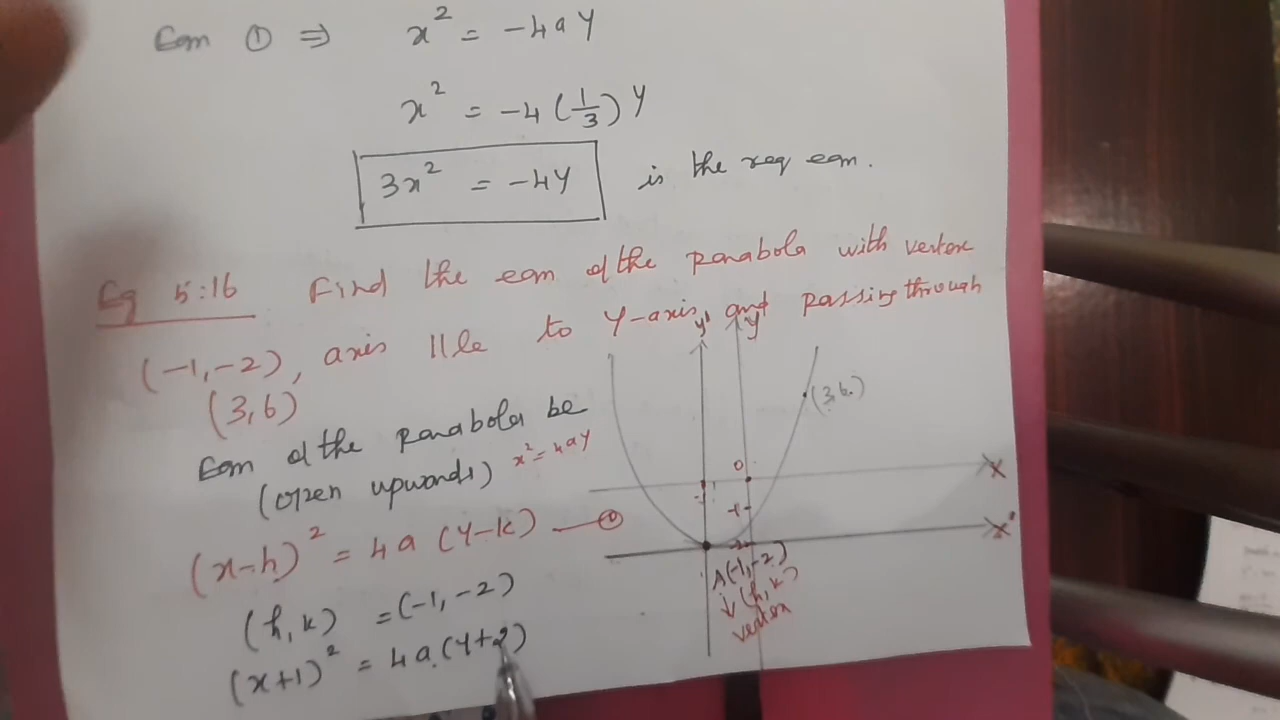 Eqn ① ⇒ x² = -4ay
x² = -4(1/3)y
3x² = -4y is the req eqn.
Eg 5:16 Find the eqn of the parabola with vertex
(-1,-2), axis ||le to y-axis and passing through
(3,6)
Eqn of the parabola be
(open upwards) x² = 4ay
(x-h)² = 4a(y-k) —①
(h,k) = (-1,-2)
(x+1)² = 4a.(y+2)
y'
y
(3,6.)
0
x
-1
-1
-2
x'
A(-1,-2)
↓(h,k)
vertex